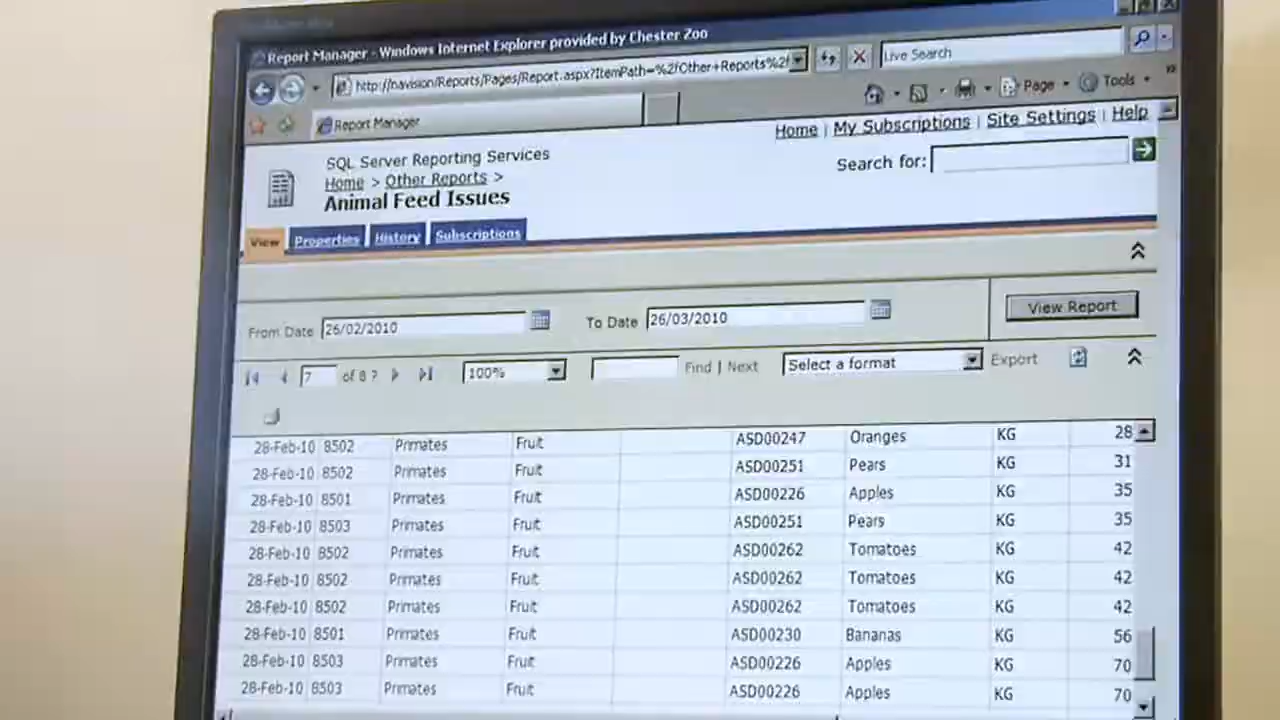 Report Manager - Windows Internet Explorer provided by Chester Zoo
http://navision/Reports/Pages/Report.aspx?ItemPath=%2fOther+Reports%2f
Live Search
Report Manager
Page
Tools
Home | My Subscriptions | Site Settings | Help
SQL Server Reporting Services
Home > Other Reports >
Search for:
Animal Feed Issues
View Properties History Subscriptions
From Date 26/02/2010 To Date 26/03/2010 View Report
7 of 8 ? 100% Find | Next Select a format Export
28-Feb-10 8502 Primates Fruit ASD00247 Oranges KG 28
28-Feb-10 8502 Primates Fruit ASD00251 Pears KG 31
28-Feb-10 8501 Primates Fruit ASD00226 Apples KG 35
28-Feb-10 8503 Primates Fruit ASD00251 Pears KG 35
28-Feb-10 8502 Primates Fruit ASD00262 Tomatoes KG 42
28-Feb-10 8502 Primates Fruit ASD00262 Tomatoes KG 42
28-Feb-10 8502 Primates Fruit ASD00262 Tomatoes KG 42
28-Feb-10 8501 Primates Fruit ASD00230 Bananas KG 56
28-Feb-10 8503 Primates Fruit ASD00226 Apples KG 70
28-Feb-10 8503 Primates Fruit ASD00226 Apples KG 70